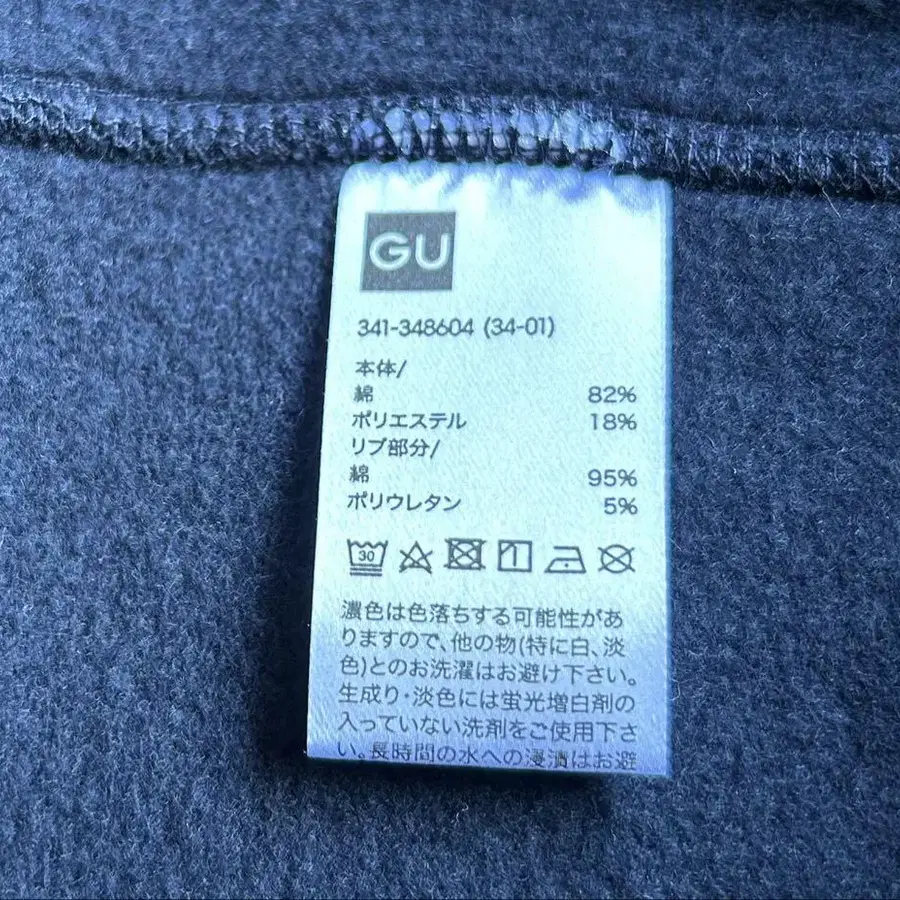 GU
341-348604 (34-01)
本体/
綿 82%
ポリエステル 18%
リブ部分/
綿 95%
ポリウレタン 5%
30
濃色は色落ちする可能性があ
りますので、他の物(特に白、淡
色)とのお洗濯はお避け下さい。
生成り・淡色には蛍光増白剤の
入っていない洗剤をご使用下さ
い。長時間の水への浸漬はお避